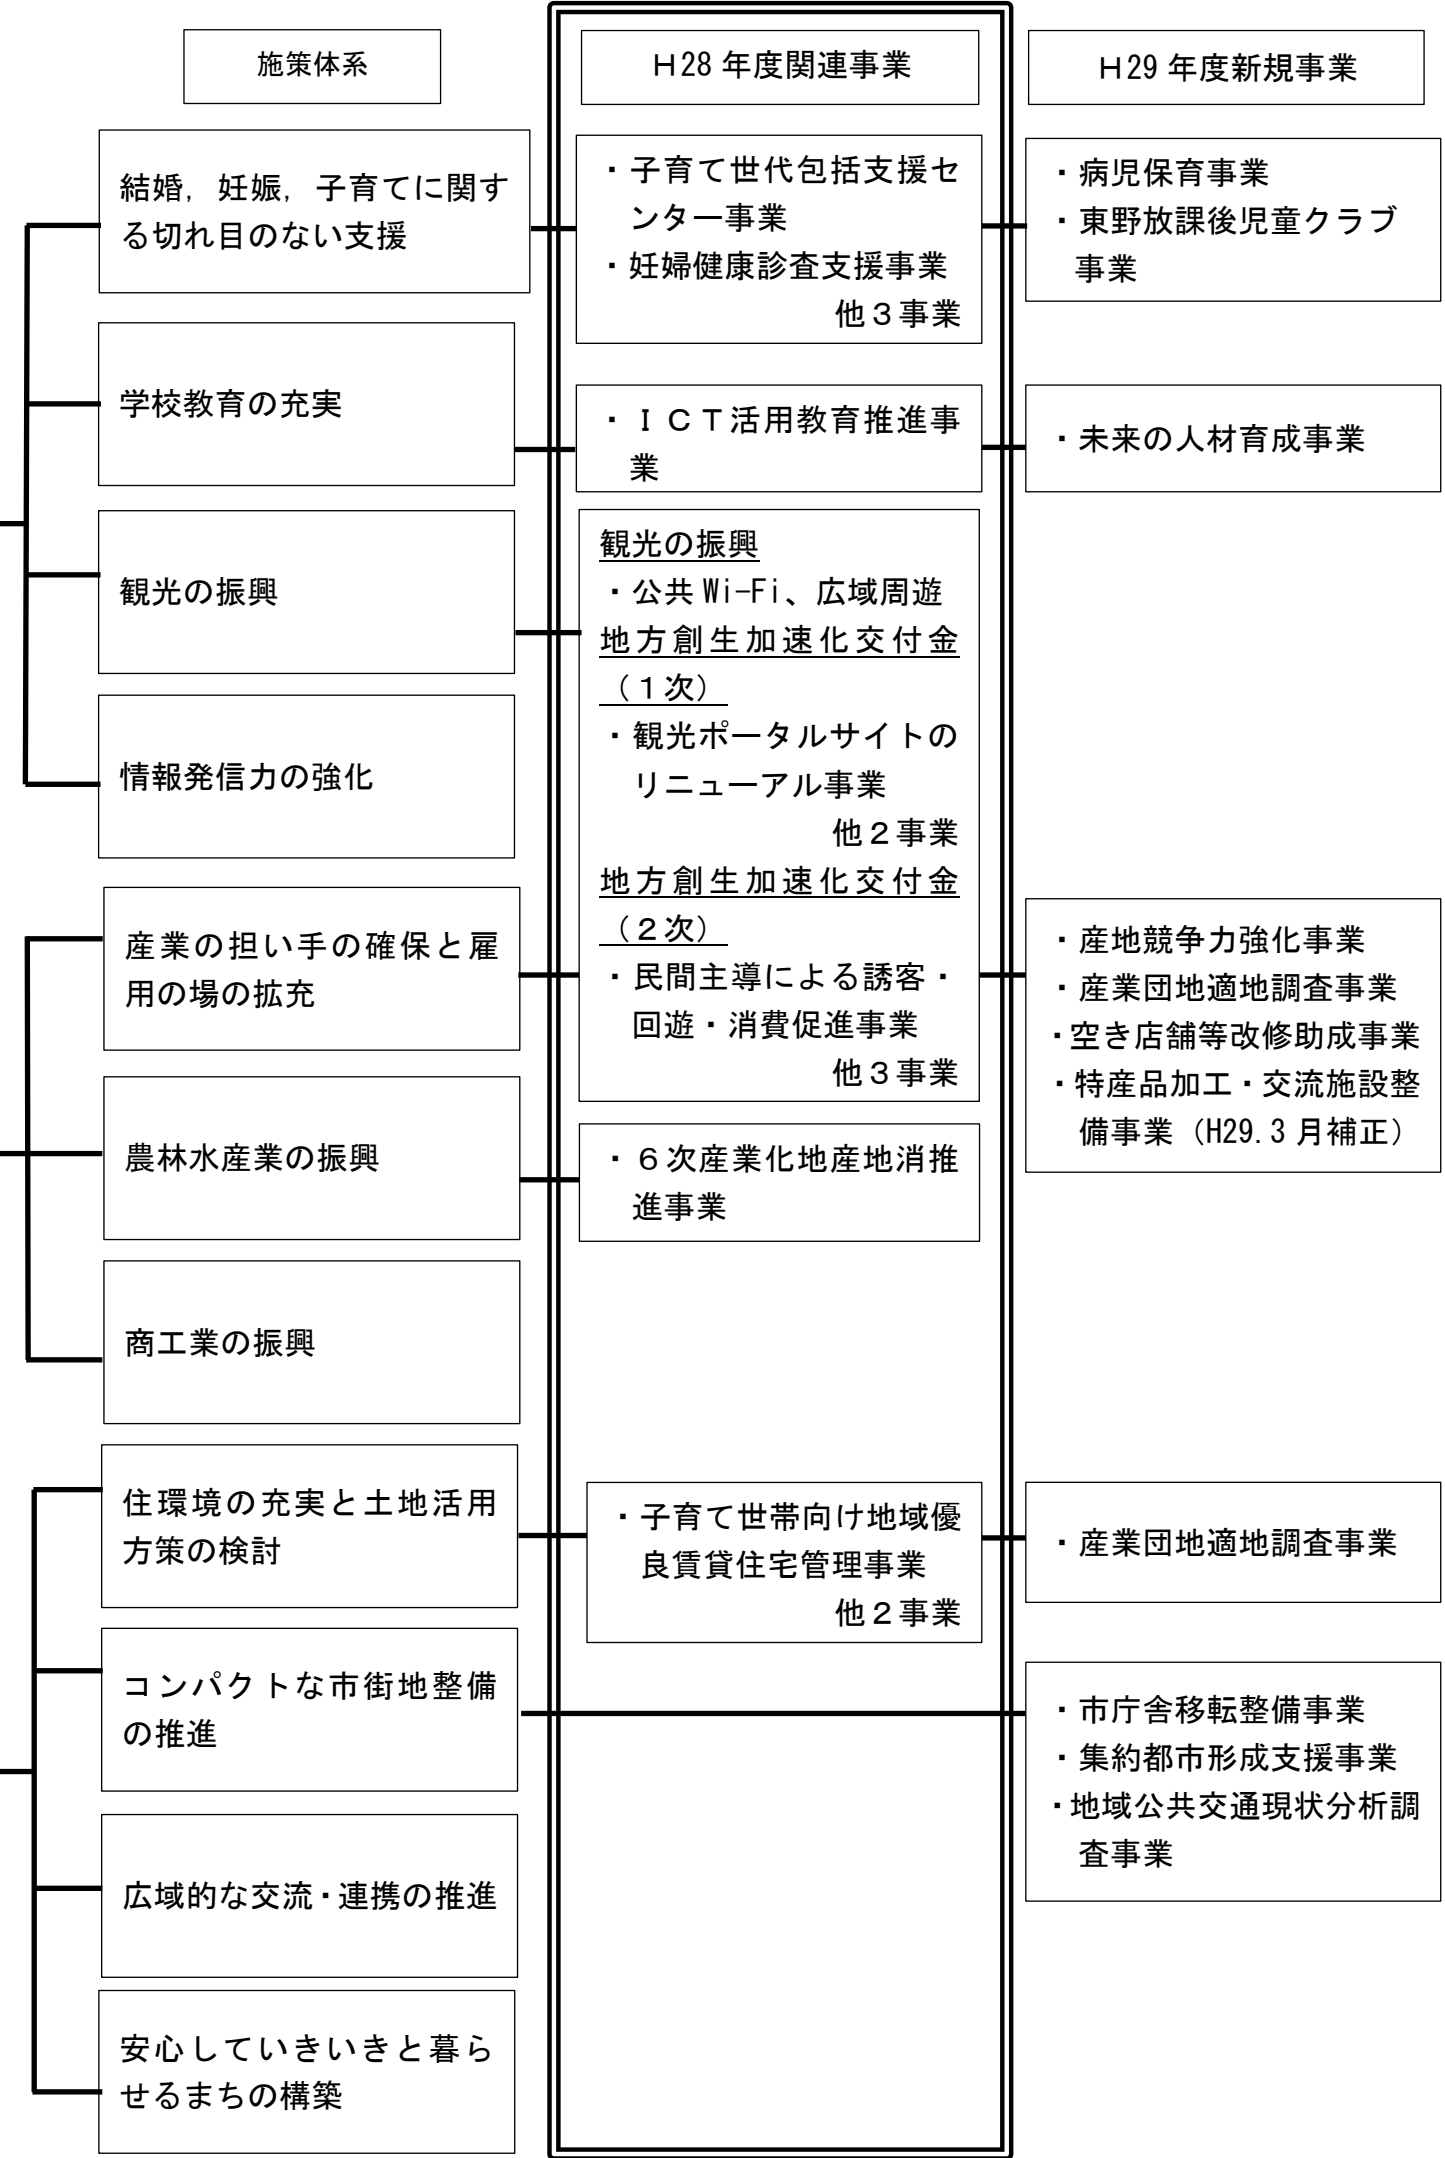 施策体系
H28 年度関連事業
H29 年度新規事業
結婚，妊娠，子育てに関す
る切れ目のない支援
・子育て世代包括支援セ
ンター事業
・妊婦健康診査支援事業
他３事業
・病児保育事業
・東野放課後児童クラブ
事業
学校教育の充実
・ＩＣＴ活用教育推進事
業
・未来の人材育成事業
観光の振興
情報発信力の強化
観光の振興
・公共 Wi-Fi、広域周遊
地方創生加速化交付金
（１次）
・観光ポータルサイトの
リニューアル事業
他２事業
地方創生加速化交付金
（２次）
・民間主導による誘客・
回遊・消費促進事業
他３事業
産業の担い手の確保と雇
用の場の拡充
・産地競争力強化事業
・産業団地適地調査事業
・空き店舗等改修助成事業
・特産品加工・交流施設整
備事業（H29.3 月補正）
農林水産業の振興
・６次産業化地産地消推
進事業
商工業の振興
住環境の充実と土地活用
方策の検討
・子育て世帯向け地域優
良賃貸住宅管理事業
他２事業
・産業団地適地調査事業
コンパクトな市街地整備
の推進
・市庁舎移転整備事業
・集約都市形成支援事業
・地域公共交通現状分析調
査事業
広域的な交流・連携の推進
安心していきいきと暮ら
せるまちの構築